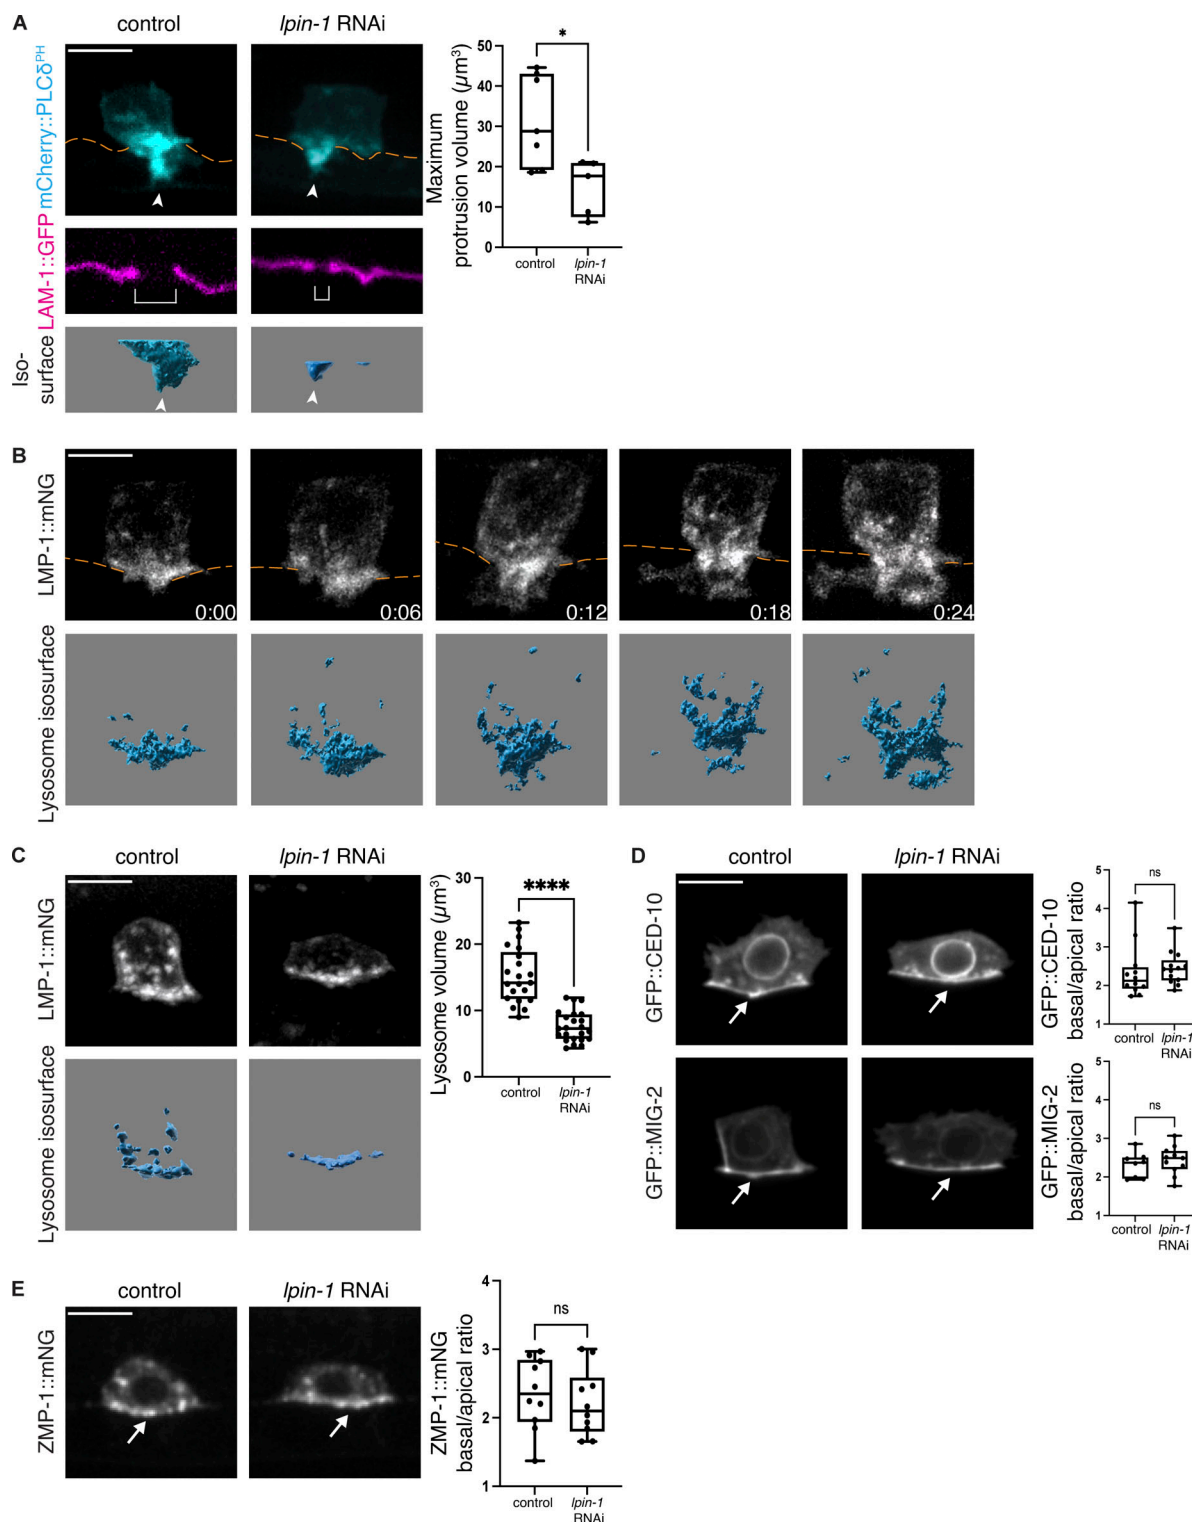 A
control
lpin-1 RNAi
mCherry::PLCδPH
LAM-1::GFP
Iso-
surface
Maximum
protrusion volume (µm³)
50
40
30
20
10
0
*
control
lpin-1
RNAi
B
LMP-1::mNG
0:00
0:06
0:12
0:18
0:24
Lysosome isosurface
C
control
lpin-1 RNAi
LMP-1::mNG
Lysosome isosurface
Lysosome volume (µm³)
30
20
10
0
****
control
lpin-1
RNAi
D
control
lpin-1 RNAi
GFP::CED-10
GFP::CED-10
basal/apical ratio
5
4
3
2
1
ns
control
lpin-1
RNAi
GFP::MIG-2
GFP::MIG-2
basal/apical ratio
5
4
3
2
1
ns
control
lpin-1
RNAi
E
control
lpin-1 RNAi
ZMP-1::mNG
ZMP-1::mNG
basal/apical ratio
4
3
2
1
ns
control
lpin-1
RNAi